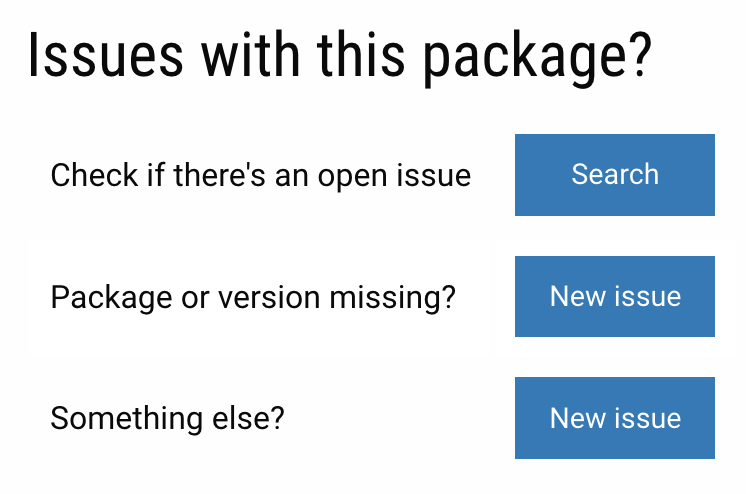 Issues with this package?
Check if there's an open issue
Search
Package or version missing?
New issue
Something else?
New issue